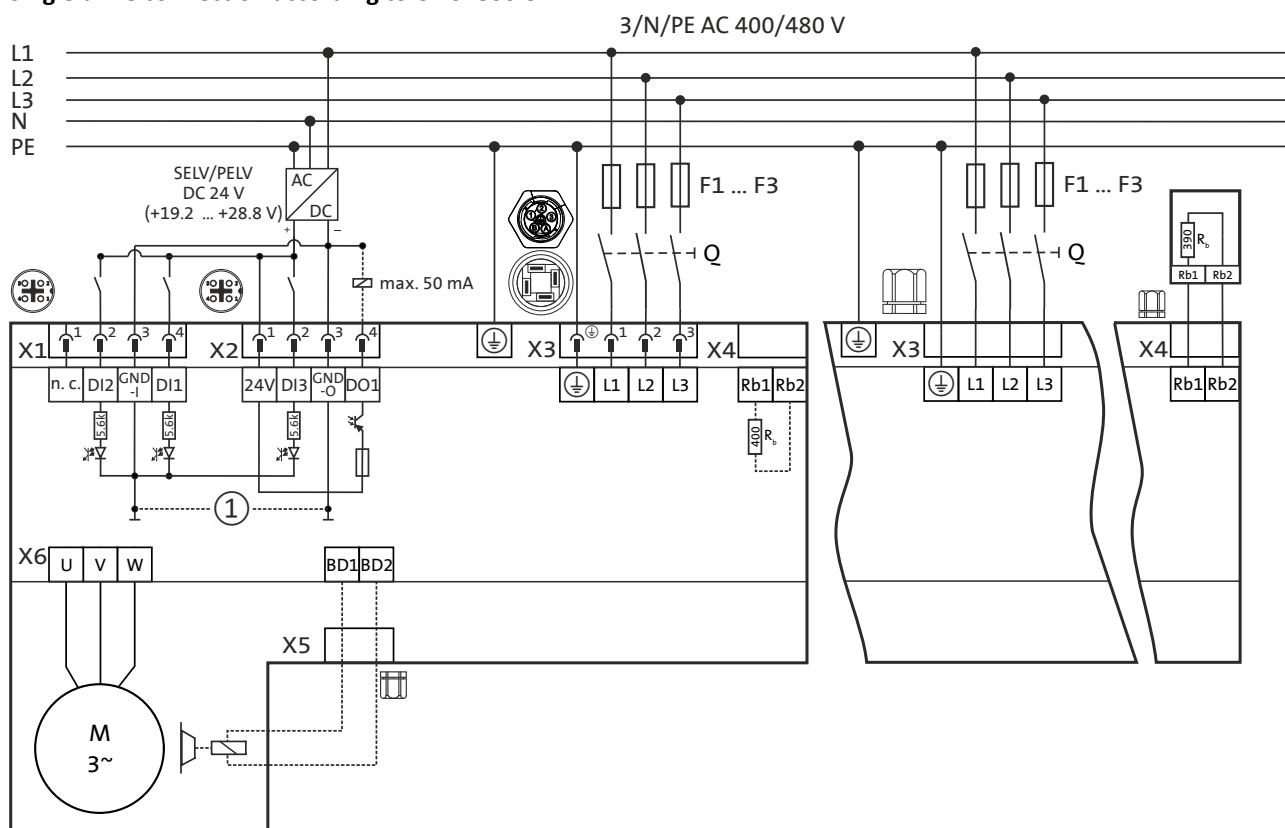 3/N/PE AC 400/480 V
L1
L2
L3
N
PE
SELV/PELV
DC 24 V
(+19.2 ... +28.8 V)
AC
DC
+
−
F1 ... F3
F1 ... F3
Q
Q
max. 50 mA
390
Rb
Rb1 Rb2
X1
1 2 3 4
X2
1 2 3 4
X3
1 2 3
X4
X3
X4
n. c. DI2 GND-I DI1
24V DI3 GND-O DO1
L1 L2 L3
Rb1 Rb2
L1 L2 L3
Rb1 Rb2
5.6k
5.6k
5.6k
400
Rb
1
X6
U V W
BD1 BD2
X5
M
3~